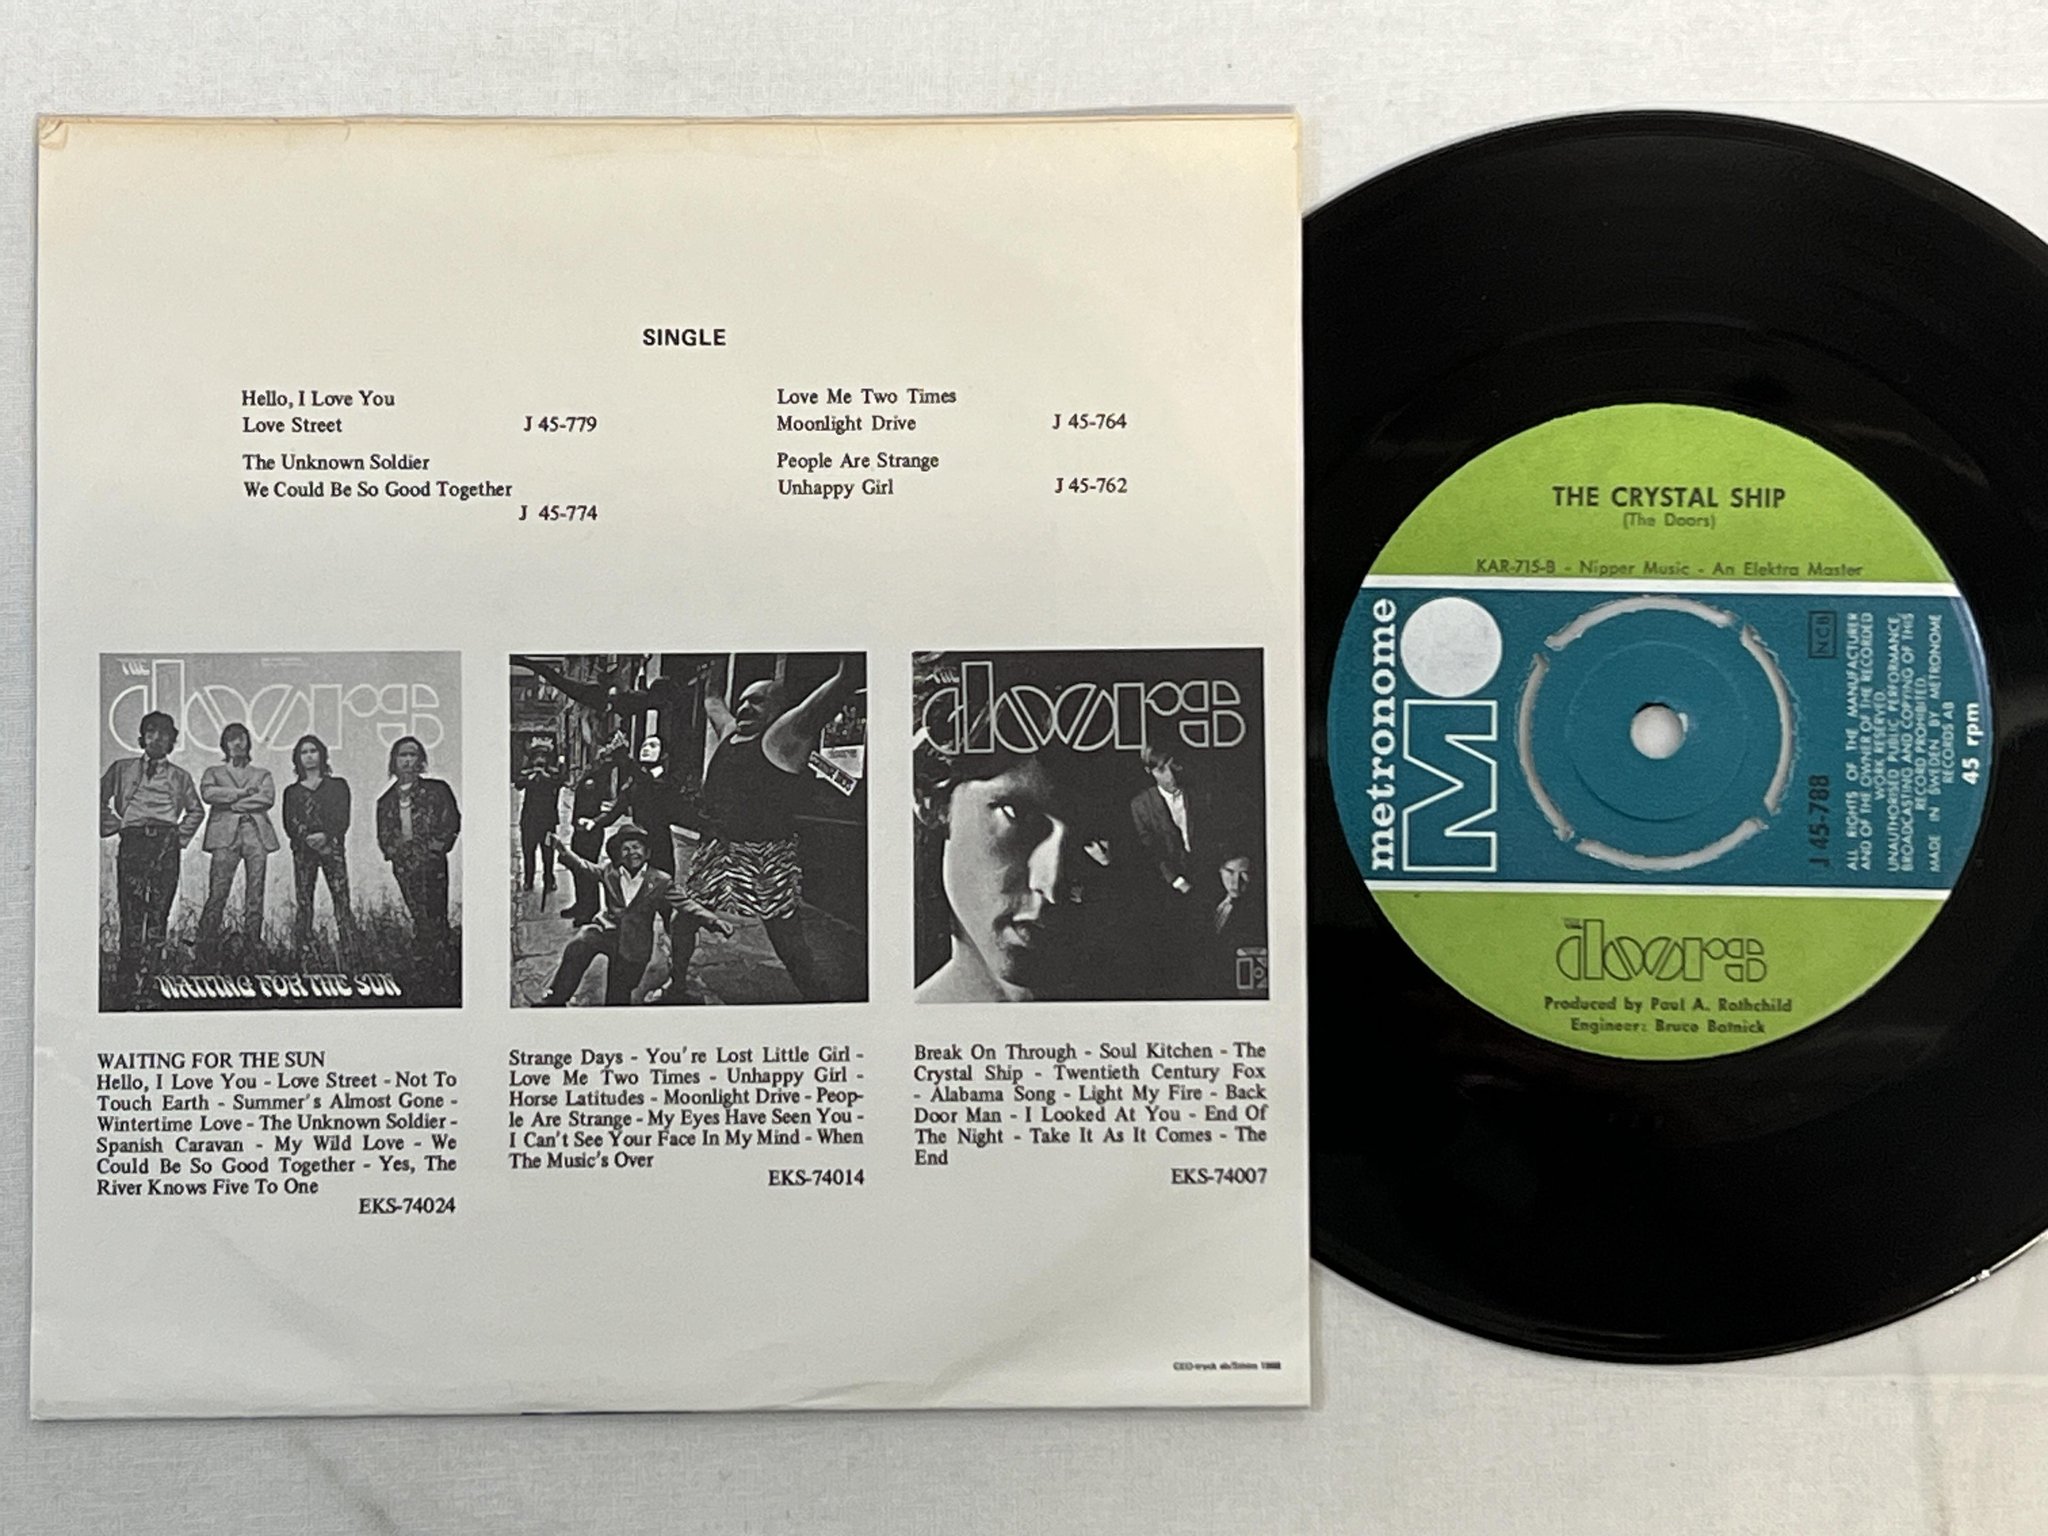 SINGLE
Hello, I Love You
Love Street J 45-779
The Unknown Soldier
We Could Be So Good Together
J 45-774
Love Me Two Times
Moonlight Drive J 45-764
People Are Strange
Unhappy Girl J 45-762
THE
doors
WAITING FOR THE SUN
THE
doors
WAITING FOR THE SUN
Hello, I Love You - Love Street - Not To
Touch Earth - Summer's Almost Gone -
Wintertime Love - The Unknown Soldier -
Spanish Caravan - My Wild Love - We
Could Be So Good Together - Yes, The
River Knows Five To One
EKS-74024
Strange Days - You're Lost Little Girl -
Love Me Two Times - Unhappy Girl -
Horse Latitudes - Moonlight Drive - Peop-
le Are Strange - My Eyes Have Seen You -
I Can't See Your Face In My Mind - When
The Music's Over
EKS-74014
Break On Through - Soul Kitchen - The
Crystal Ship - Twentieth Century Fox
- Alabama Song - Light My Fire - Back
Door Man - I Looked At You - End Of
The Night - Take It As It Comes - The
End
EKS-74007
THE CRYSTAL SHIP
(The Doors)
KAR-715-B - Nipper Music - An Elektra Master
metronome
M
NCB
J 45-788
ALL RIGHTS OF THE MANUFACTURER
AND OF THE OWNER OF THE RECORDED
WORK RESERVED.
UNAUTHORISED PUBLIC PERFORMANCE,
BROADCASTING AND COPYING OF THIS
RECORD PROHIBITED.
MADE IN SWEDEN BY METRONOME
RECORDS AB
45 rpm
THE
doors
Produced by Paul A. Rothchild
Engineer: Bruce Botnick